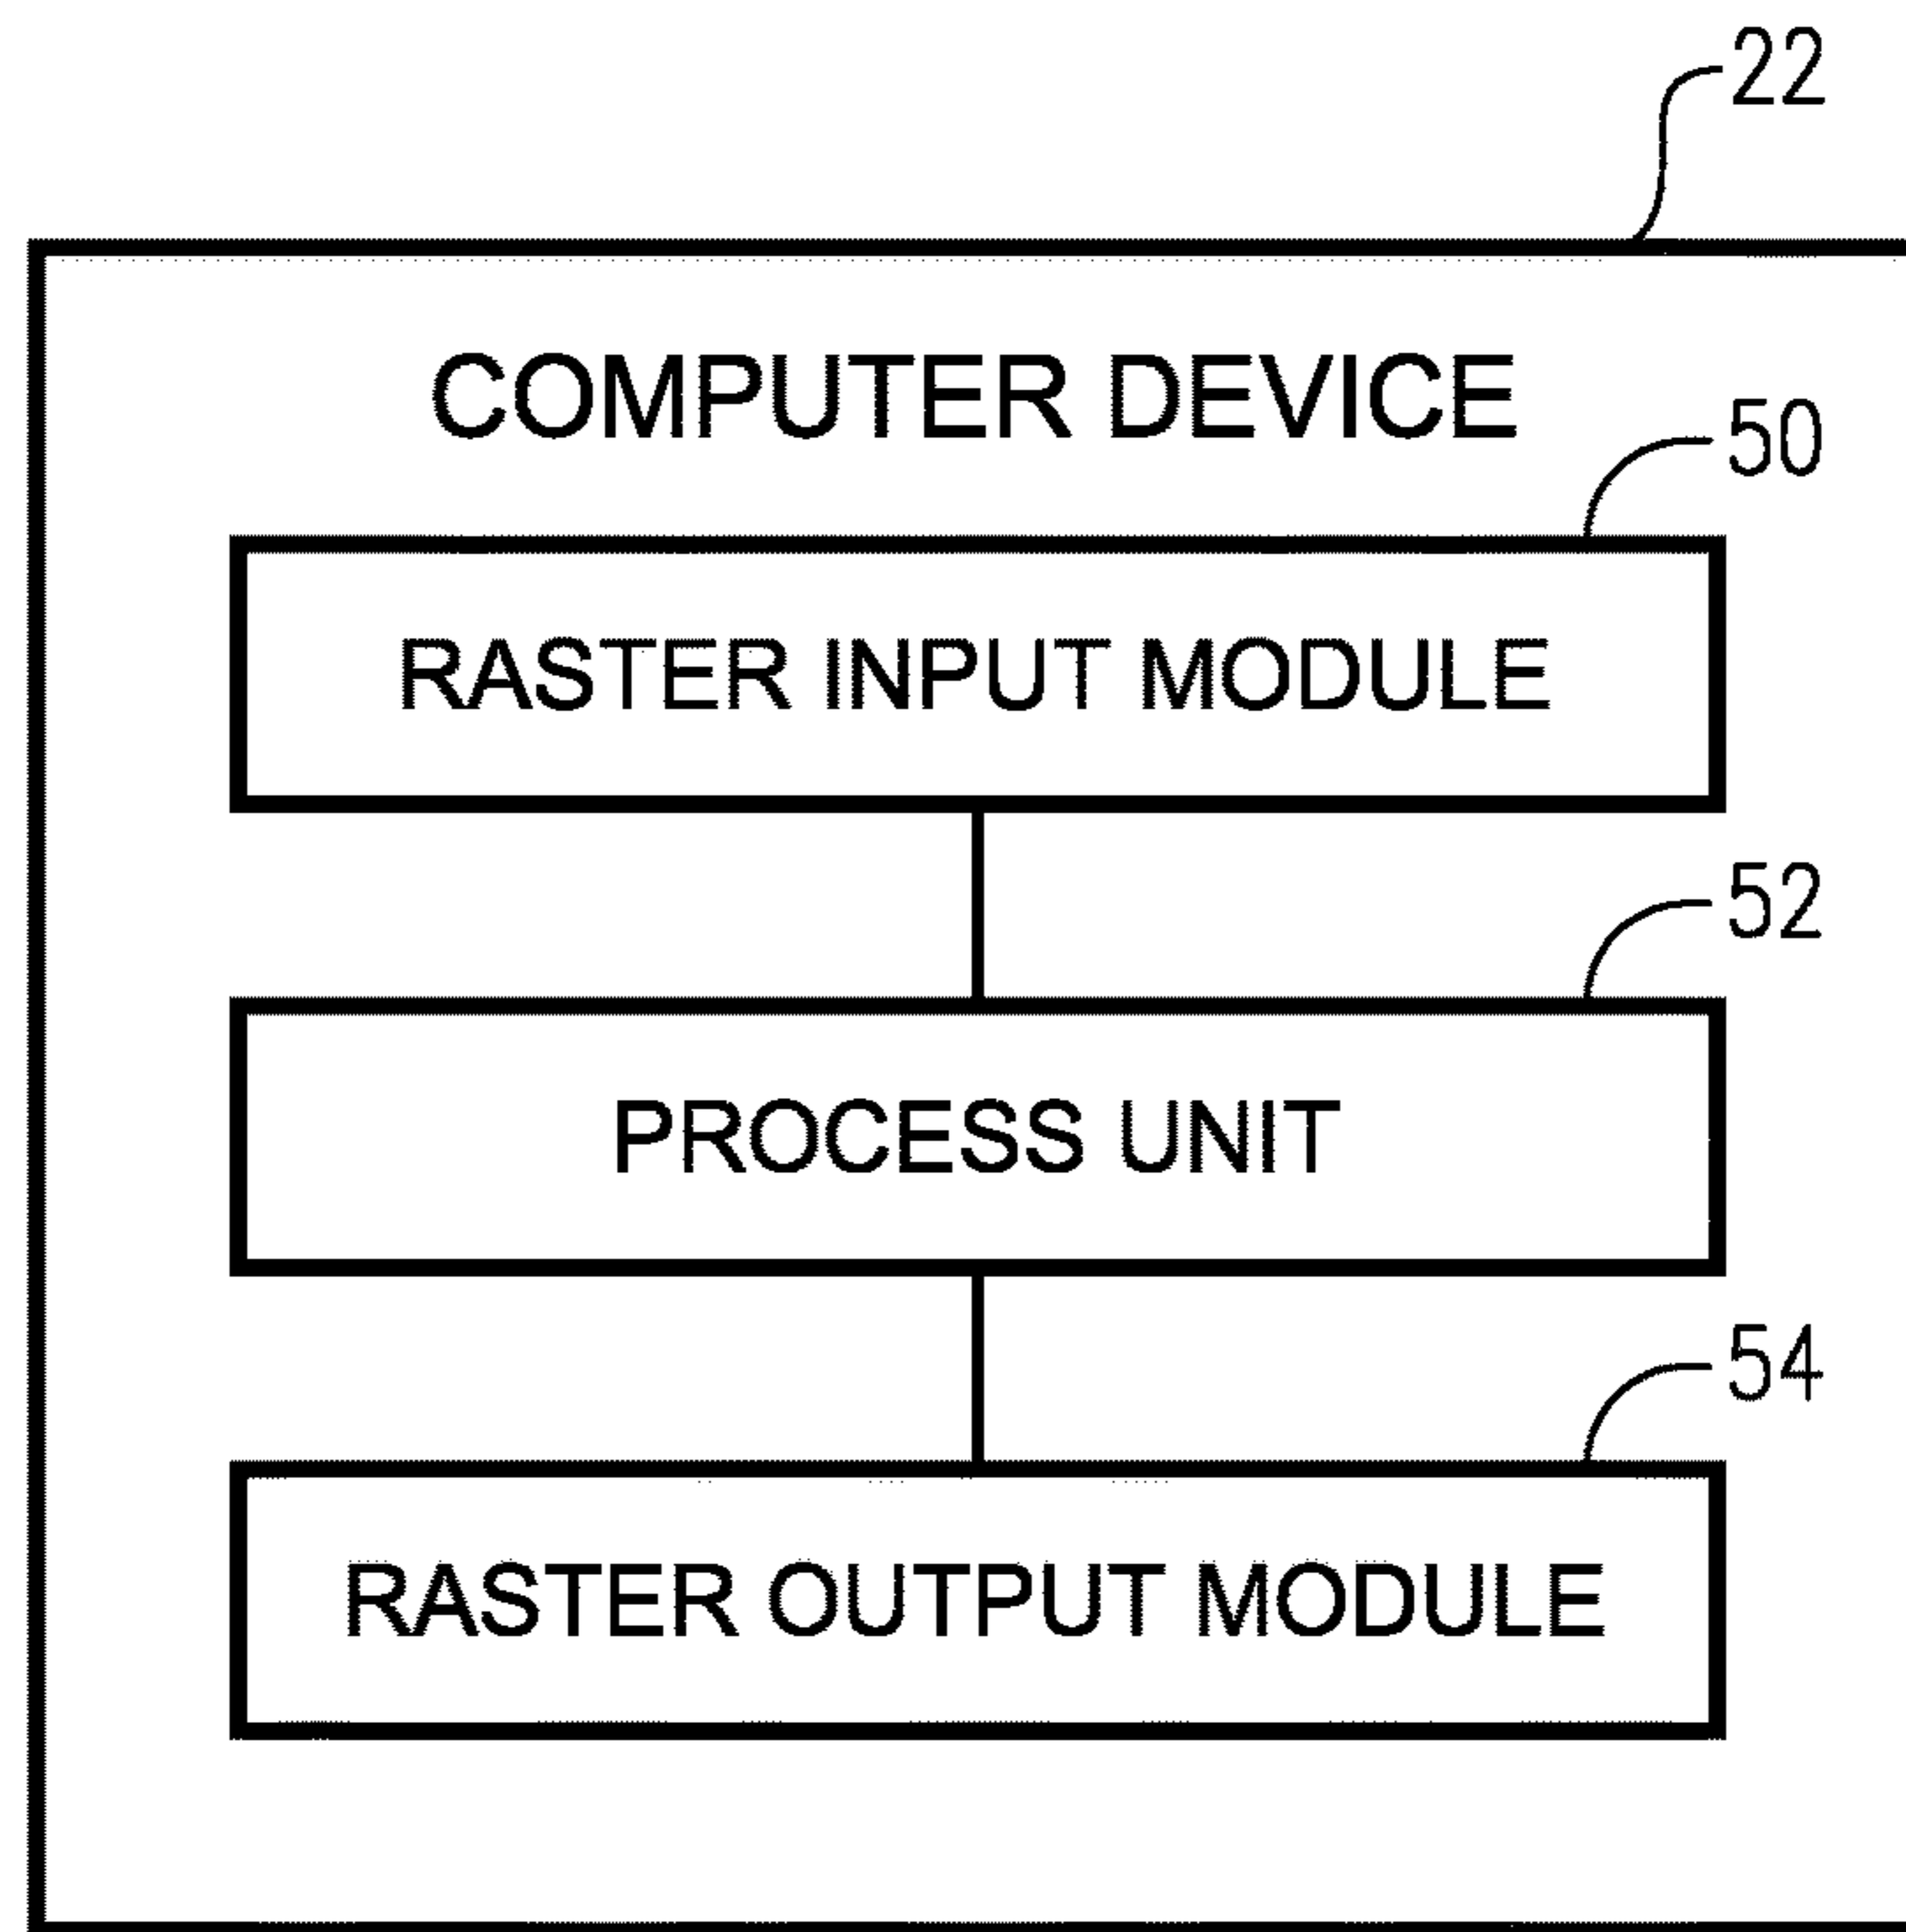 22
COMPUTER DEVICE
50
RASTER INPUT MODULE
52
PROCESS UNIT
54
RASTER OUTPUT MODULE